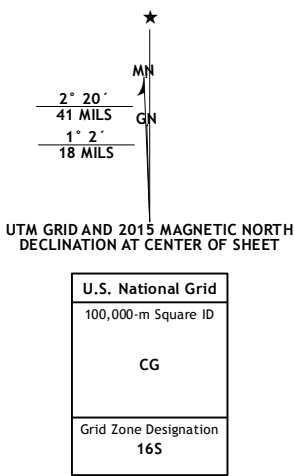 ★
MN
GN
2° 20´
41 MILS
1° 2´
18 MILS
UTM GRID AND 2015 MAGNETIC NORTH
DECLINATION AT CENTER OF SHEET
U.S. National Grid
100,000-m Square ID
CG
Grid Zone Designation
16S